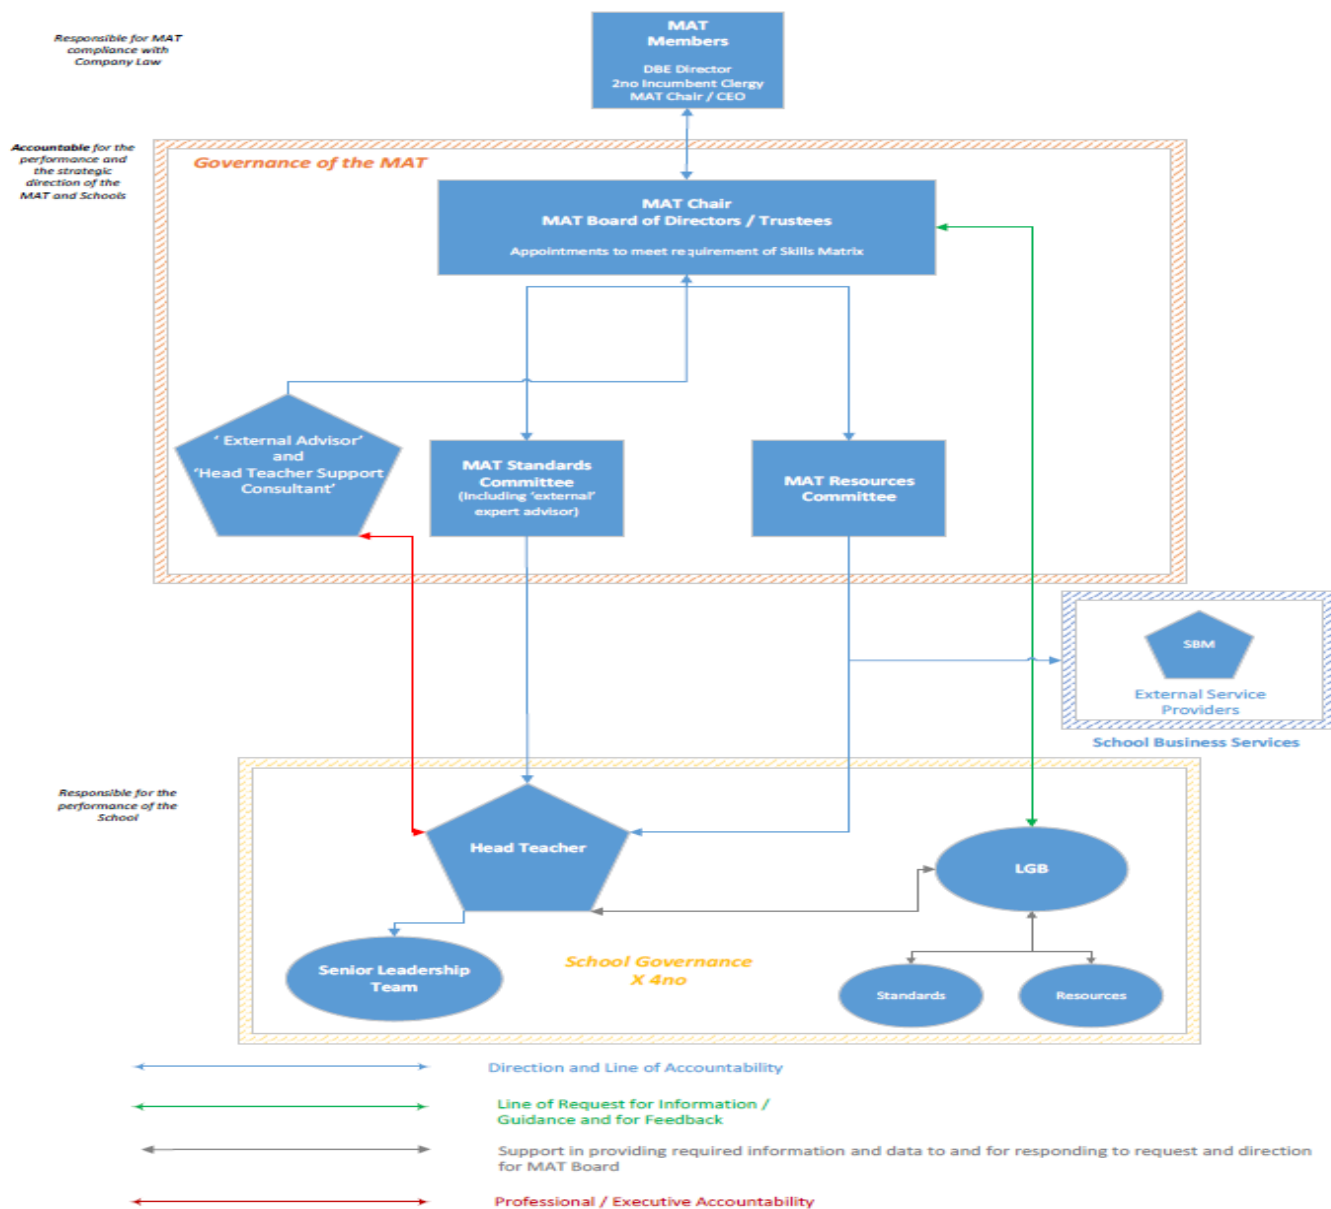 Responsible for MAT
compliance with
Company Law
MAT
Members
DBE Director
2no Incumbent Clergy
MAT Chair / CEO
Accountable for the
performance and
the strategic
direction of the
MAT and Schools
Governance of the MAT
MAT Chair
MAT Board of Directors / Trustees
Appointments to meet requirement of Skills Matrix
‘ External Advisor’
and
‘Head Teacher Support
Consultant’
MAT Standards
Committee
(Including ‘external’
expert advisor)
MAT Resources
Committee
SBM
External Service
Providers
School Business Services
Responsible for the
performance of the
School
Head Teacher
LGB
Senior Leadership
Team
School Governance
X 4no
Standards
Resources
Direction and Line of Accountability
Line of Request for Information /
Guidance and for Feedback
Support in providing required information and data to and for responding to request and direction
for MAT Board
Professional / Executive Accountability